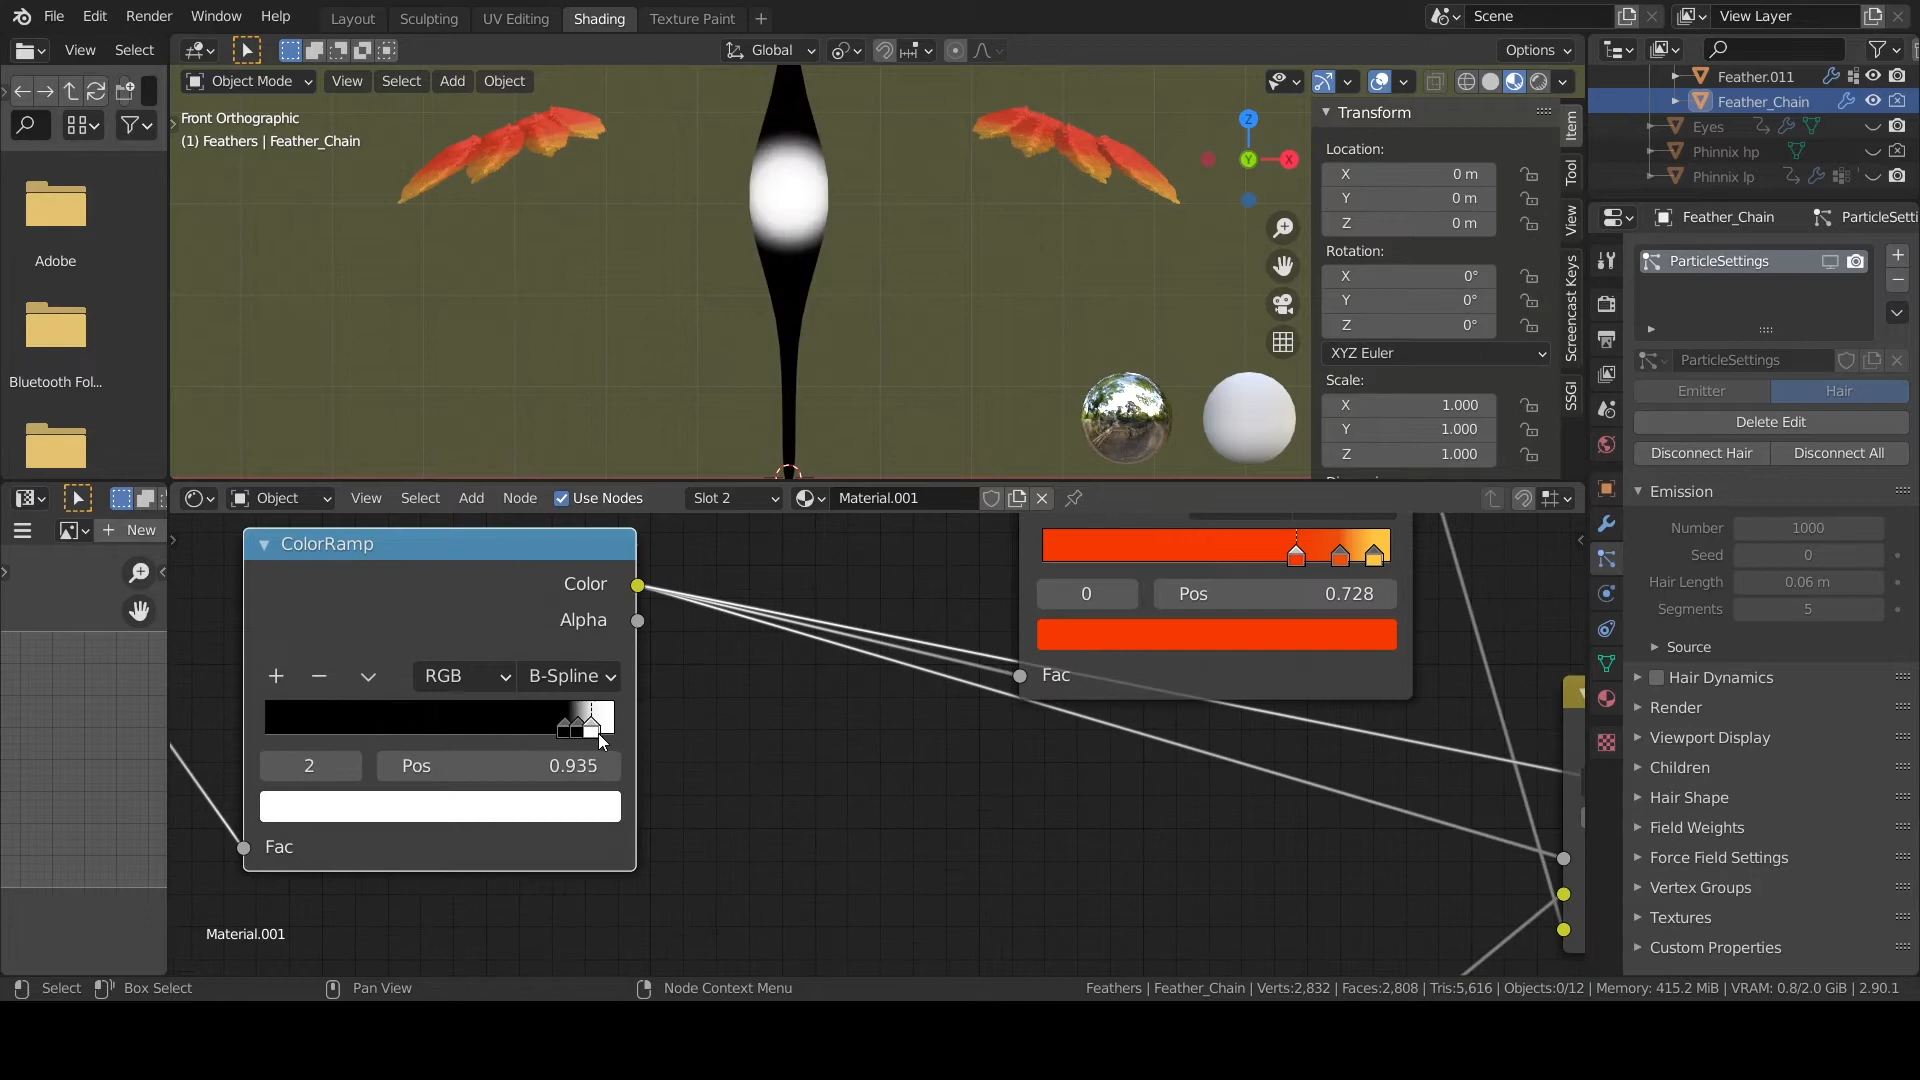 File Edit Render Window Help Layout Sculpting UV Editing Shading Texture Paint + Scene View Layer
View Select Global Options
Object Mode View Select Add Object
Front Orthographic
(1) Feathers | Feather_Chain
Z
Y
X
Adobe
Bluetooth Fol...
Transform
Location:
X 0 m
Y 0 m
Z 0 m
Rotation:
X 0°
Y 0°
Z 0°
XYZ Euler
Scale:
X 1.000
Y 1.000
Z 1.000
Item
Tool
View
Screencast Keys
SSGI
Feather.011
Feather_Chain
Eyes
Phinnix hp
Phinnix lp
Feather_Chain ParticleSetti
ParticleSettings
ParticleSettings
Emitter Hair
Delete Edit
Disconnect Hair Disconnect All
Emission
Number 1000
Seed 0
Hair Length 0.06 m
Segments 5
Source
Hair Dynamics
Render
Viewport Display
Children
Hair Shape
Field Weights
Force Field Settings
Vertex Groups
Textures
Custom Properties
New
Object View Select Add Node Use Nodes Slot 2 Material.001
ColorRamp
Color
Alpha
RGB B-Spline
2 Pos 0.935
Fac
0 Pos 0.728
Fac
Material.001
Select Box Select Pan View Node Context Menu Feathers | Feather_Chain | Verts:2,832 | Faces:2,808 | Tris:5,616 | Objects:0/12 | Memory: 415.2 MiB | VRAM: 0.8/2.0 GiB | 2.90.1